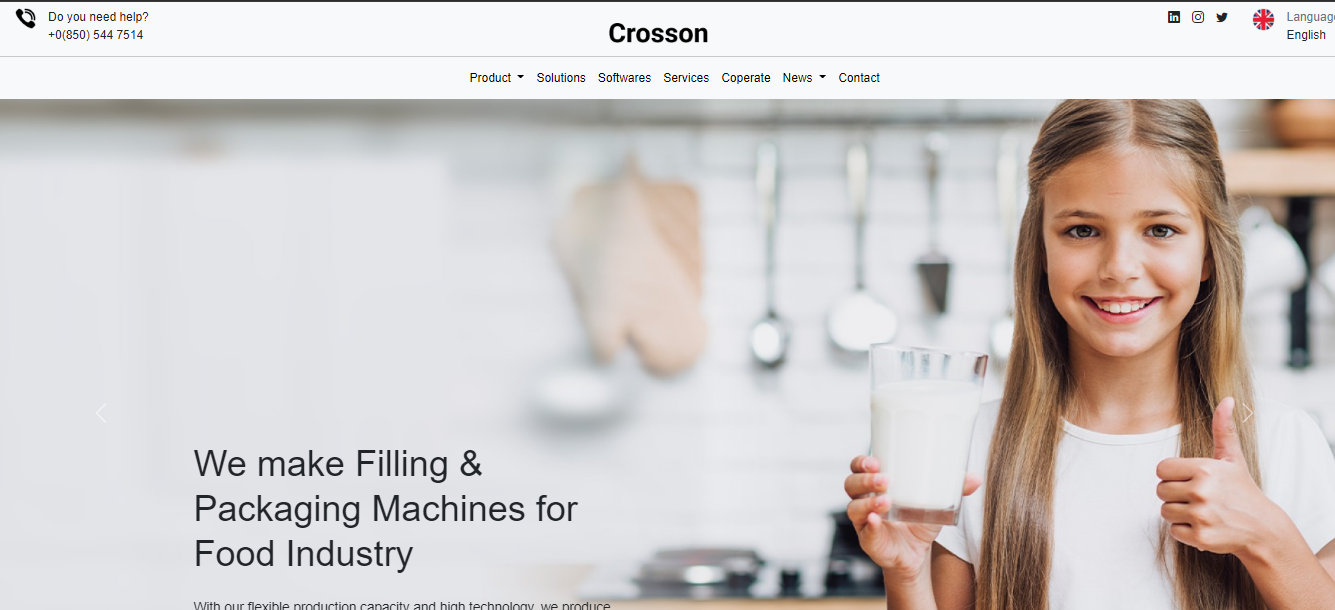 Do you need help?
+0(850) 544 7514
Crosson
Language
English
Product
Solutions
Softwares
Services
Coperate
News
Contact
We make Filling &
Packaging Machines for
Food Industry
With our flexible production capacity and high technology, we produce